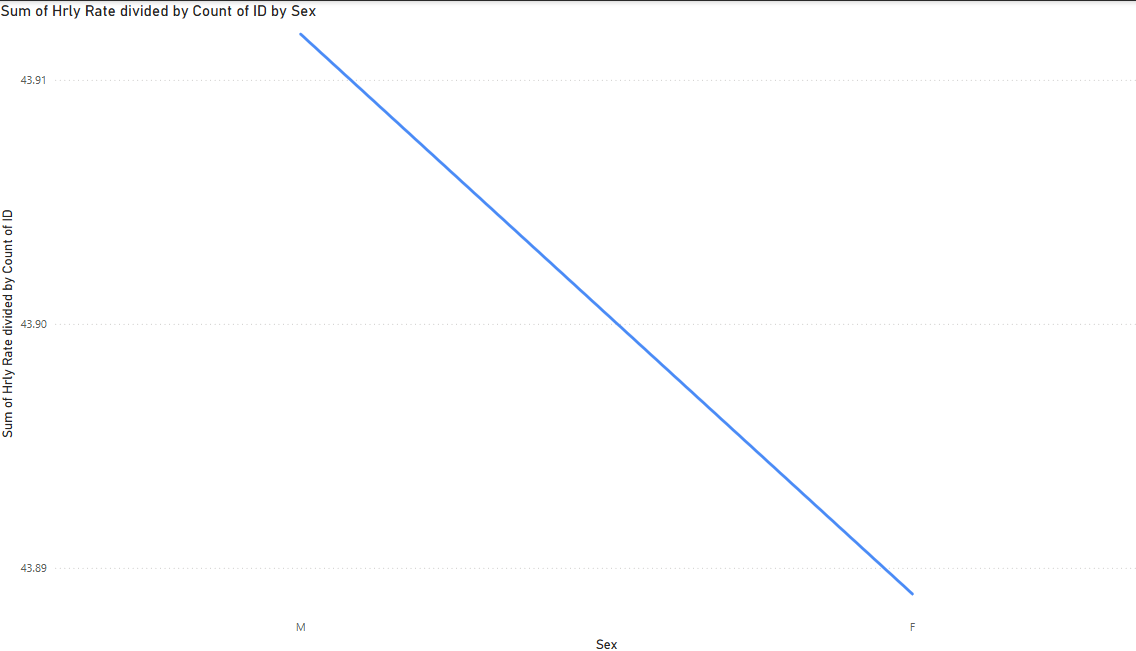 Sum of Hrly Rate divided by Count of ID by Sex
Sum of Hrly Rate divided by Count of ID
43.91
43.90
43.89
M F
Sex